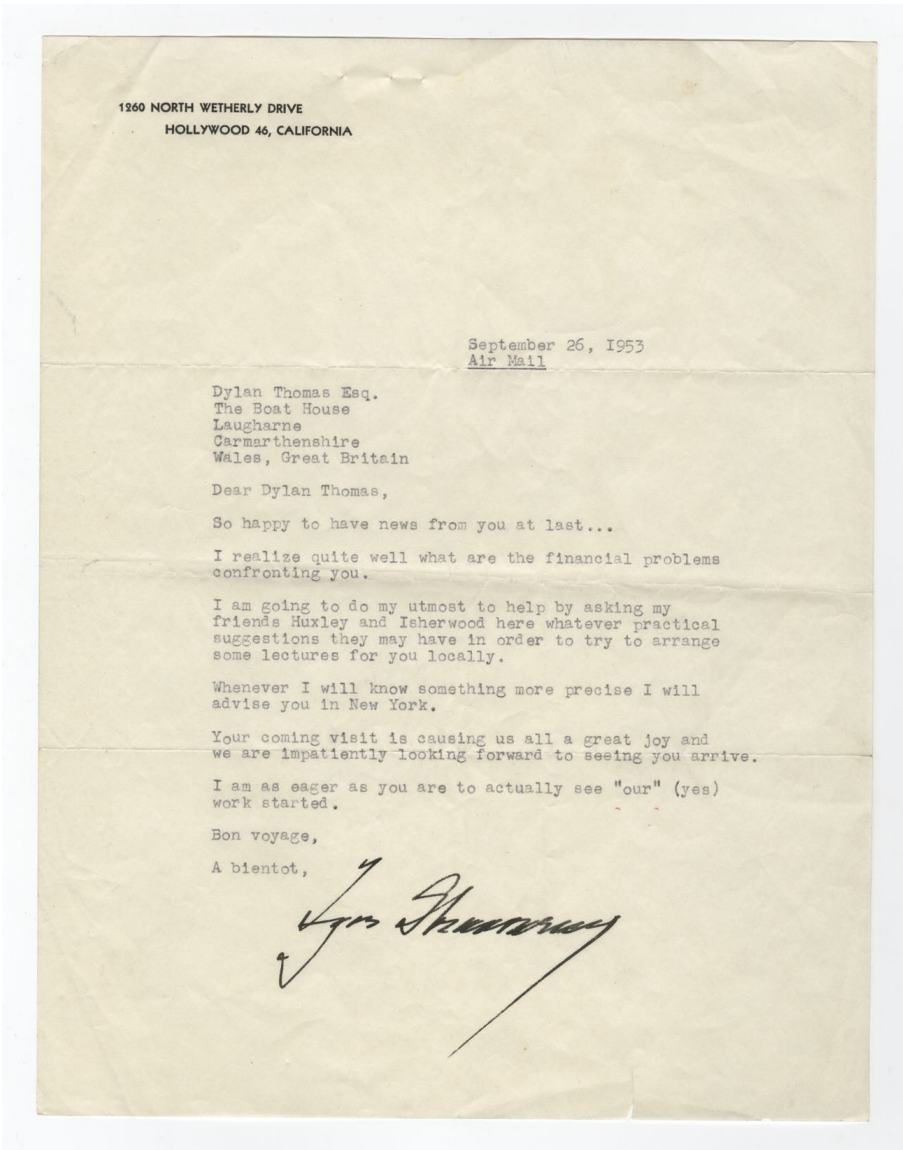 1260 NORTH WETHERLY DRIVE
HOLLYWOOD 46, CALIFORNIA
September 26, 1953
Air Mail
Dylan Thomas Esq.
The Boat House
Laugharne
Carmarthenshire
Wales, Great Britain
Dear Dylan Thomas,
So happy to have news from you at last...
I realize quite well what are the financial problems
confronting you.
I am going to do my utmost to help by asking my
friends Huxley and Isherwood here whatever practical
suggestions they may have in order to try to arrange
some lectures for you locally.
Whenever I will know something more precise I will
advise you in New York.
Your coming visit is causing us all a great joy and
we are impatiently looking forward to seeing you arrive.
I am as eager as you are to actually see "our" (yes)
work started.
Bon voyage,
A bientot,
Igor Stravinsky